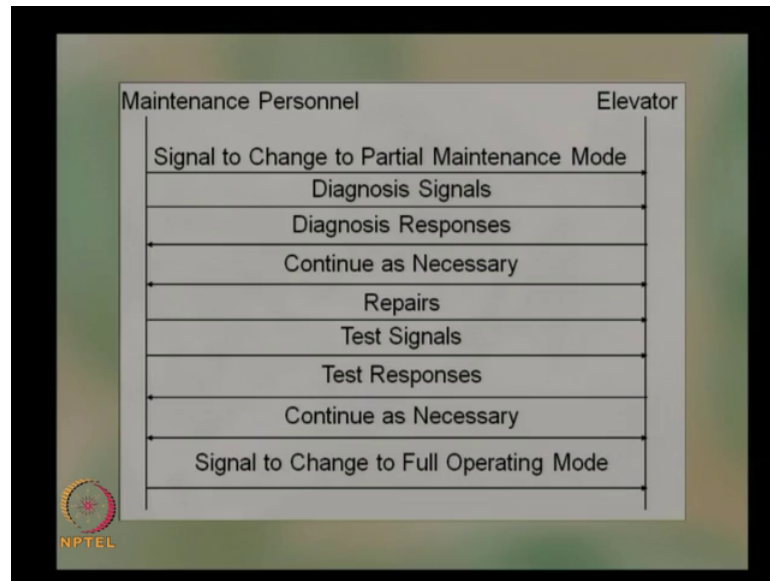 Maintenance Personnel
Elevator
Signal to Change to Partial Maintenance Mode
Diagnosis Signals
Diagnosis Responses
Continue as Necessary
Repairs
Test Signals
Test Responses
Continue as Necessary
Signal to Change to Full Operating Mode
NPTEL